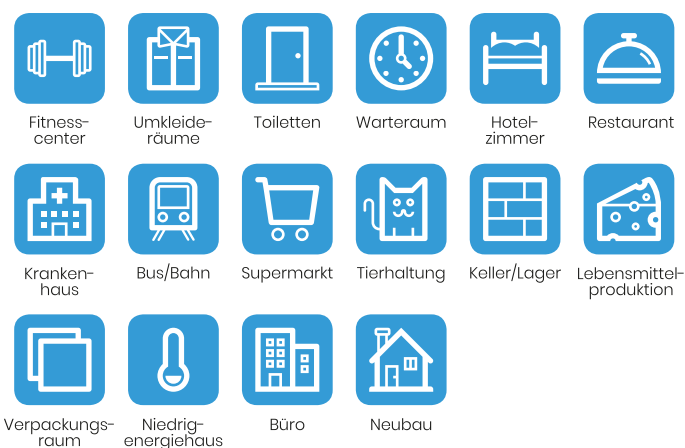 Fitness-
center
Umkleide-
räume
Toiletten
Warteraum
Hotel-
zimmer
Restaurant
Kranken-
haus
Bus/Bahn
Supermarkt
Tierhaltung
Keller/Lager
Lebensmittel-
produktion
Verpackungs-
raum
Niedrig-
energiehaus
Büro
Neubau